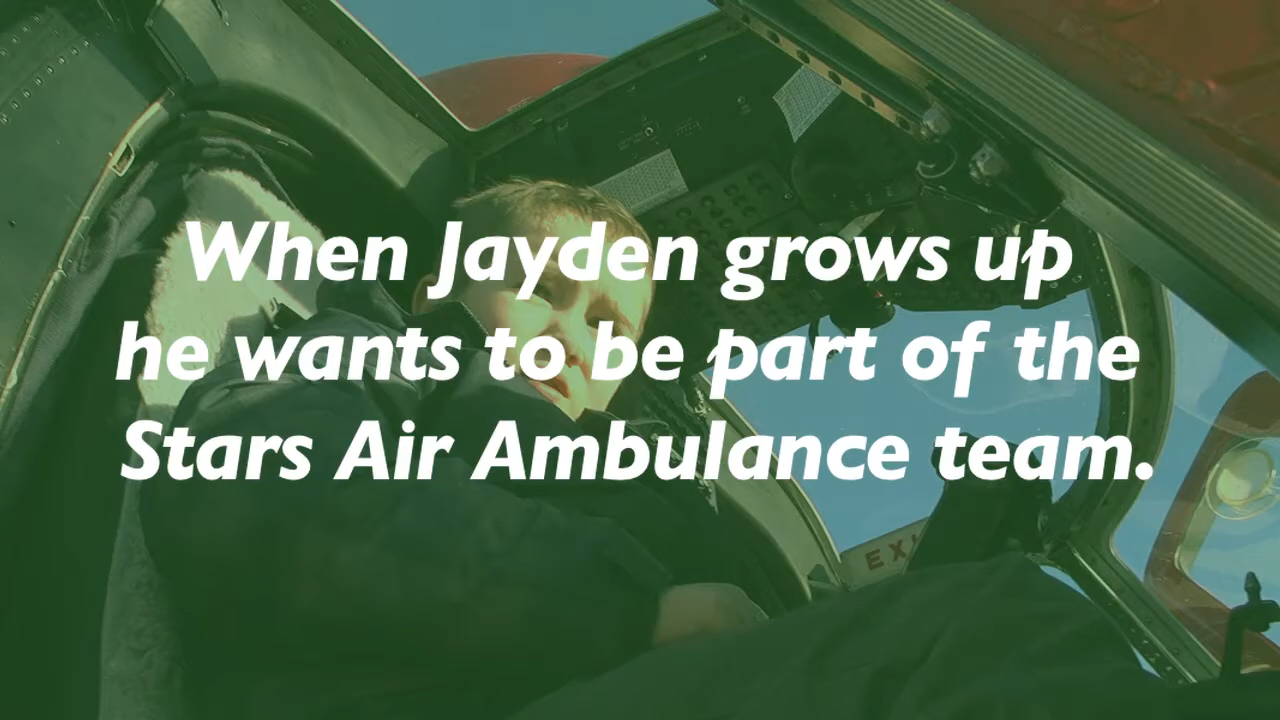 When Jayden grows up
he wants to be part of the
Stars Air Ambulance team.